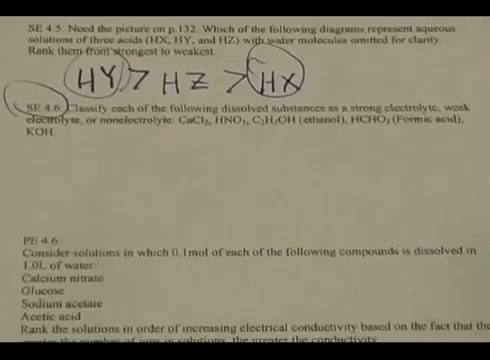 SE 4.5: Need the picture on p.132. Which of the following diagrams represent aqueous
solutions of three acids (HX, HY, and HZ) with water molecules omitted for clarity.
Rank them from strongest to weakest.
HY > HZ > HX
SE 4.6: Classify each of the following dissolved substances as a strong electrolyte, weak
electrolyte, or nonelectrolyte: CaCl₂, HNO₃, C₂H₅OH (ethanol), HCHO₂ (Formic acid),
KOH
PE 4.6:
Consider solutions in which 0.1mol of each of the following compounds is dissolved in
1.0L of water:
Calcium nitrate
Glucose
Sodium acetate
Acetic acid
Rank the solutions in order of increasing electrical conductivity based on the fact that the
greater the number of ions in solutions, the greater the conductivity.